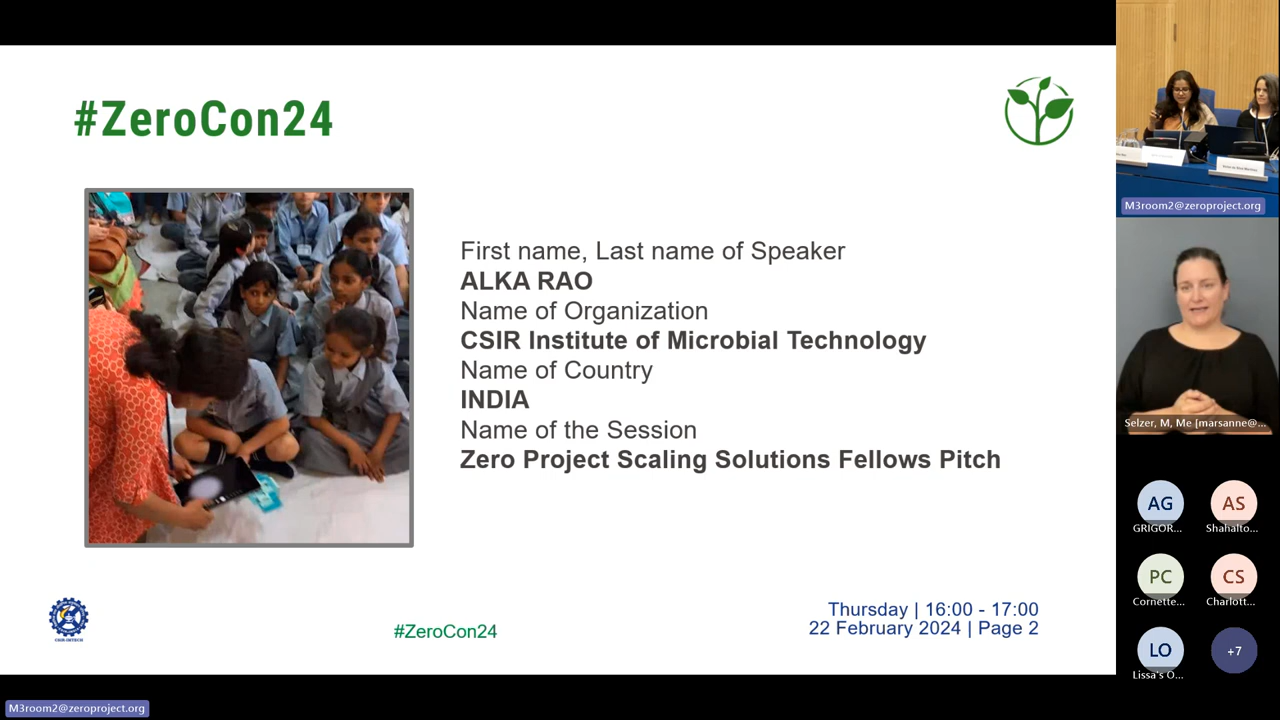 #ZeroCon24
First name, Last name of Speaker
ALKA RAO
Name of Organization
CSIR Institute of Microbial Technology
Name of Country
INDIA
Name of the Session
Zero Project Scaling Solutions Fellows Pitch
CSIR-IMTECH
#ZeroCon24
Thursday | 16:00 - 17:00
22 February 2024 | Page 2
M3room2@zeroproject.org
M3room2@zeroproject.org
Selzer, M, Me [marsanne@...
AG
GRIGOR...
AS
Shahalto...
PC
Cornette...
CS
Charlott...
LO
Lissa's O...
+7